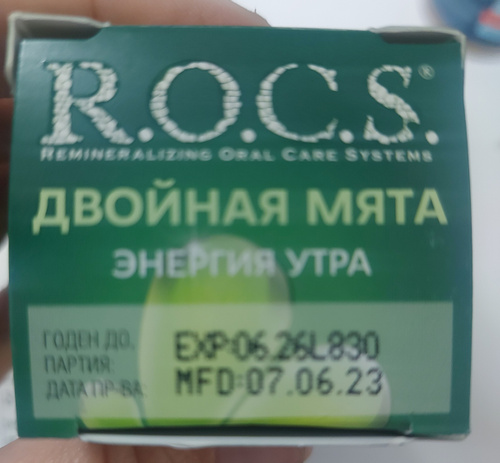 R.O.C.S.®
REMINERALIZING ORAL CARE SYSTEMS
ДВОЙНАЯ МЯТА
ЭНЕРГИЯ УТРА
ГОДЕН ДО, EXP:06.26L830
ПАРТИЯ:
ДАТА ПР-ВА: MFD:07.06.23